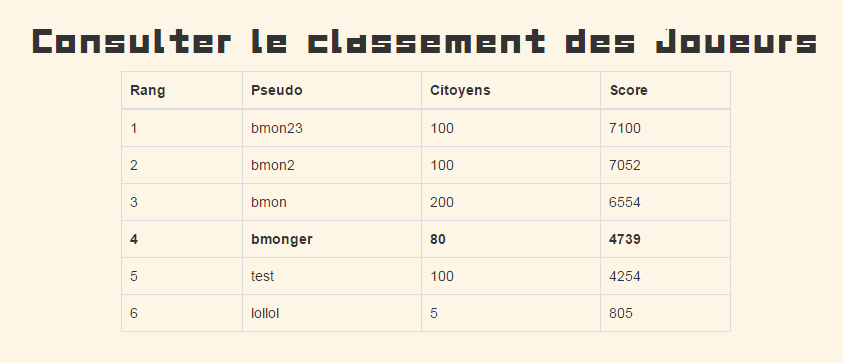 Consulter le classement des Joueurs
Rang Pseudo Citoyens Score
1 bmon23 100 7100
2 bmon2 100 7052
3 bmon 200 6554
4 bmonger 80 4739
5 test 100 4254
6 lollol 5 805